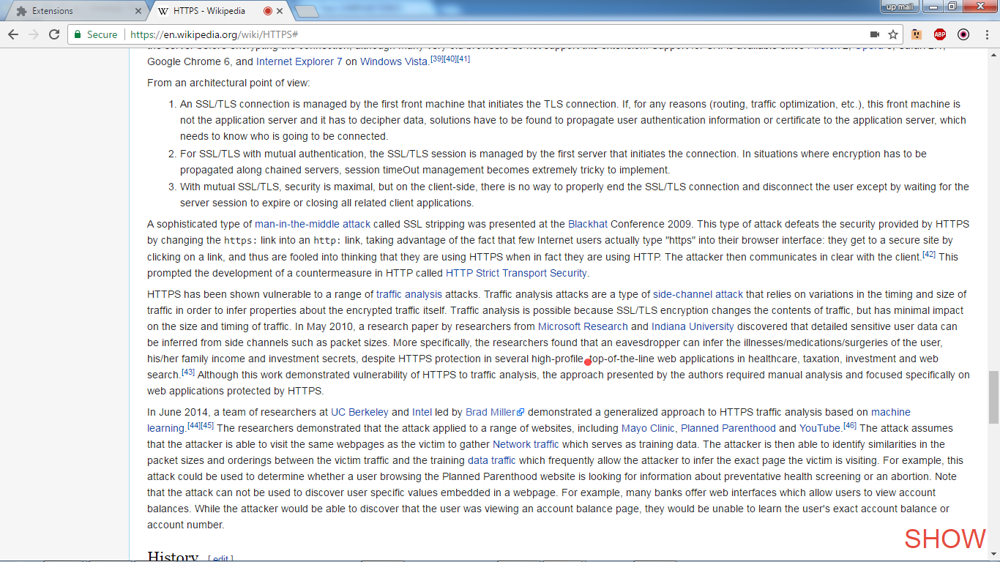 Extensions
HTTPS - Wikipedia
up mail
Secure
https://en.wikipedia.org/wiki/HTTPS#
ABP
Google Chrome 6, and Internet Explorer 7 on Windows Vista.[39][40][41]
From an architectural point of view:
1. An SSL/TLS connection is managed by the first front machine that initiates the TLS connection. If, for any reasons (routing, traffic optimization, etc.), this front machine is
not the application server and it has to decipher data, solutions have to be found to propagate user authentication information or certificate to the application server, which
needs to know who is going to be connected.
2. For SSL/TLS with mutual authentication, the SSL/TLS session is managed by the first server that initiates the connection. In situations where encryption has to be
propagated along chained servers, session timeOut management becomes extremely tricky to implement.
3. With mutual SSL/TLS, security is maximal, but on the client-side, there is no way to properly end the SSL/TLS connection and disconnect the user except by waiting for the
server session to expire or closing all related client applications.
A sophisticated type of man-in-the-middle attack called SSL stripping was presented at the Blackhat Conference 2009. This type of attack defeats the security provided by HTTPS
by changing the https: link into an http: link, taking advantage of the fact that few Internet users actually type "https" into their browser interface: they get to a secure site by
clicking on a link, and thus are fooled into thinking that they are using HTTPS when in fact they are using HTTP. The attacker then communicates in clear with the client.[42] This
prompted the development of a countermeasure in HTTP called HTTP Strict Transport Security.
HTTPS has been shown vulnerable to a range of traffic analysis attacks. Traffic analysis attacks are a type of side-channel attack that relies on variations in the timing and size of
traffic in order to infer properties about the encrypted traffic itself. Traffic analysis is possible because SSL/TLS encryption changes the contents of traffic, but has minimal impact
on the size and timing of traffic. In May 2010, a research paper by researchers from Microsoft Research and Indiana University discovered that detailed sensitive user data can
be inferred from side channels such as packet sizes. More specifically, the researchers found that an eavesdropper can infer the illnesses/medications/surgeries of the user,
his/her family income and investment secrets, despite HTTPS protection in several high-profile, top-of-the-line web applications in healthcare, taxation, investment and web
search.[43] Although this work demonstrated vulnerability of HTTPS to traffic analysis, the approach presented by the authors required manual analysis and focused specifically on
web applications protected by HTTPS.
In June 2014, a team of researchers at UC Berkeley and Intel led by Brad Miller demonstrated a generalized approach to HTTPS traffic analysis based on machine
learning.[44][45] The researchers demonstrated that the attack applied to a range of websites, including Mayo Clinic, Planned Parenthood and YouTube.[46] The attack assumes
that the attacker is able to visit the same webpages as the victim to gather Network traffic which serves as training data. The attacker is then able to identify similarities in the
packet sizes and orderings between the victim traffic and the training data traffic which frequently allow the attacker to infer the exact page the victim is visiting. For example, this
attack could be used to determine whether a user browsing the Planned Parenthood website is looking for information about preventative health screening or an abortion. Note
that the attack can not be used to discover user specific values embedded in a webpage. For example, many banks offer web interfaces which allow users to view account
balances. While the attacker would be able to discover that the user was viewing an account balance page, they would be unable to learn the user's exact account balance or
account number.
SHOW
History [ edit ]